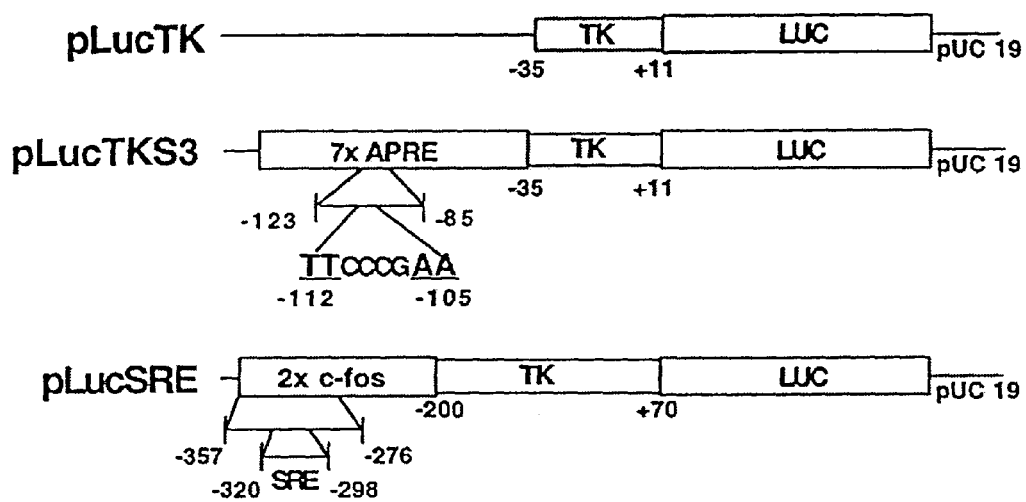 pLucTK TK LUC
-35 +11 pUC 19
pLucTKS3 7x APRE TK LUC
-35 +11 pUC 19
-123 -85
TTCCCGAA
-112 -105
pLucSRE 2x c-fos TK LUC
-200 +70 pUC 19
-357 -276
-320 SRE -298